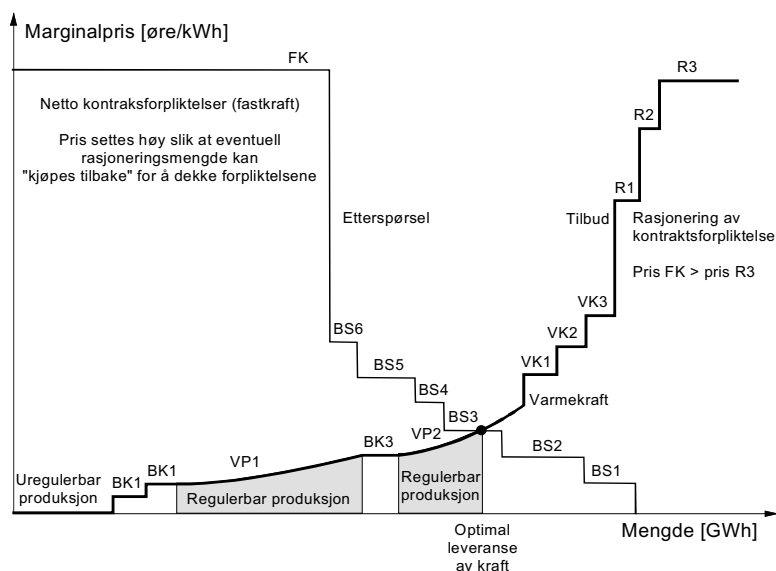 Marginalpris [øre/kWh]
FK
R3
Netto kontraksforpliktelser (fastkraft)
Pris settes høy slik at eventuell
rasjoneringsmengde kan
"kjøpes tilbake" for å dekke forpliktelsene
R2
R1
Etterspørsel
Tilbud
Rasjonering av
kontraktsforpliktelse
Pris FK > pris R3
VK3
BS6
VK2
BS5
VK1
BS4
Varmekraft
BS3
VP2
BK3
BS2
Uregulerbar
produksjon
BK1
BK1
VP1
BS1
Regulerbar produksjon
Regulerbar
produksjon
Optimal
leveranse
av kraft
Mengde [GWh]